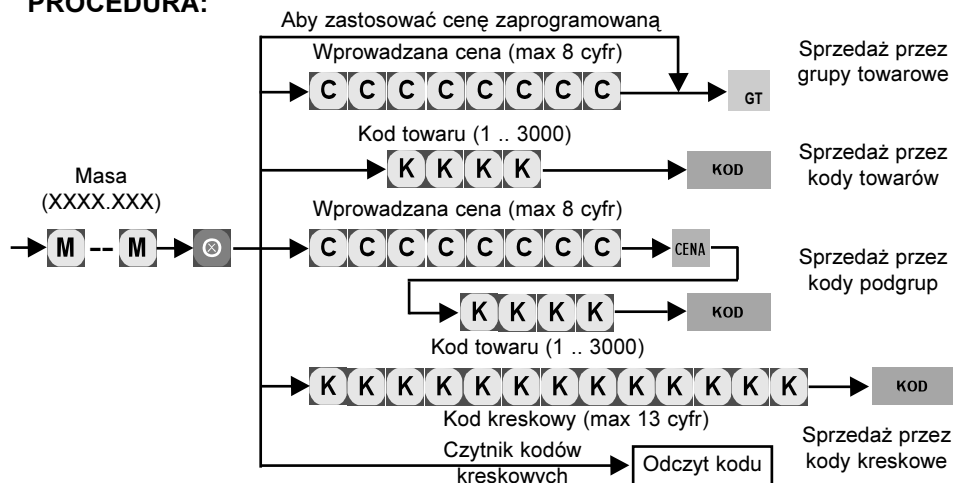 PROCEDURA:
Aby zastosować cenę zaprogramowaną
Wprowadzana cena (max 8 cyfr)
C C C C C C C C GT
Sprzedaż przez
grupy towarowe
Kod towaru (1 .. 3000)
K K K K KOD
Sprzedaż przez
kody towarów
Masa
(XXXX.XXX)
M -- M ⊗
Wprowadzana cena (max 8 cyfr)
C C C C C C C C CENA
Sprzedaż przez
kody podgrup
K K K K KOD
Kod towaru (1 .. 3000)
K K K K K K K K K K K K K KOD
Kod kreskowy (max 13 cyfr)
Sprzedaż przez
kody kreskowe
Czytnik kodów
kreskowych
Odczyt kodu